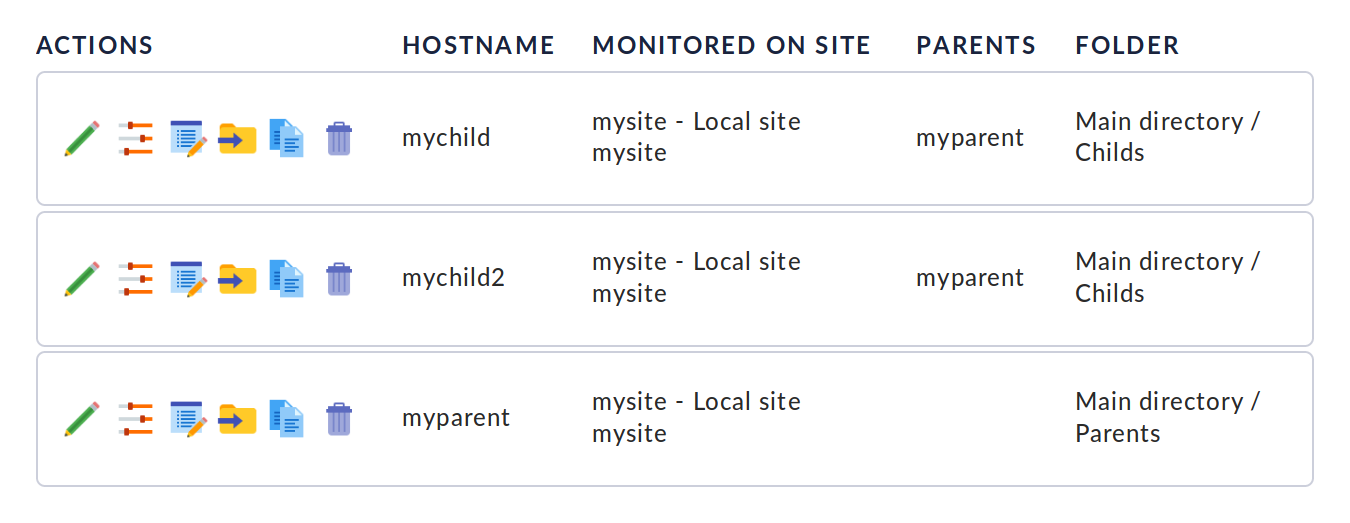 ACTIONS HOSTNAME MONITORED ON SITE PARENTS FOLDER
mychild mysite - Local site mysite myparent Main directory / Childs
mychild2 mysite - Local site mysite myparent Main directory / Childs
myparent mysite - Local site mysite Main directory / Parents